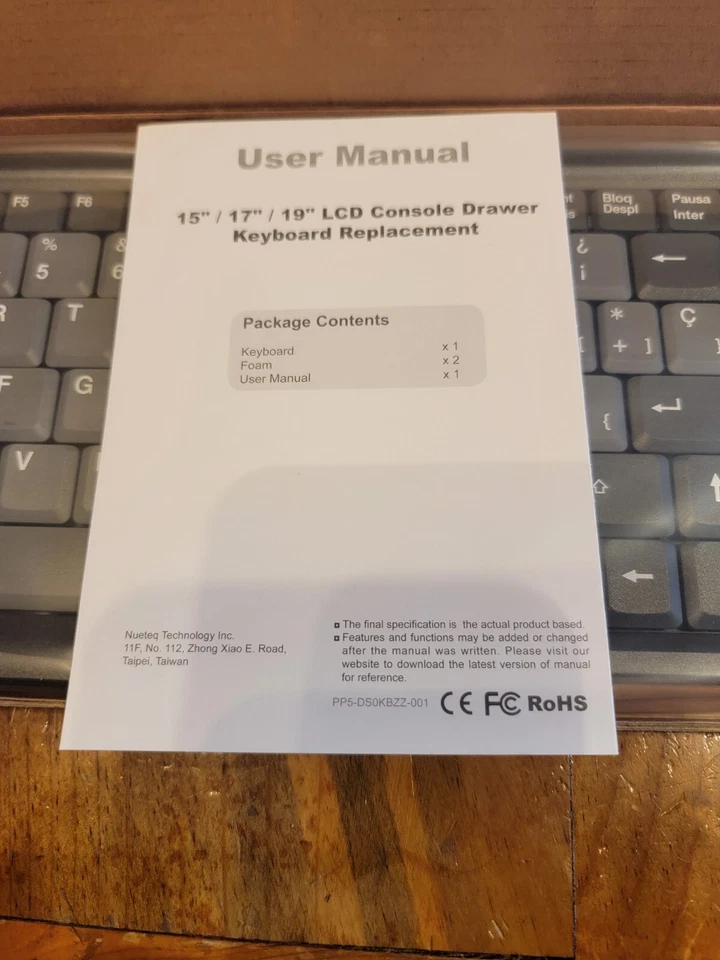 User Manual
15" / 17" / 19" LCD Console Drawer
Keyboard Replacement
Package Contents
Keyboard x 1
Foam x 2
User Manual x 1
Nueteq Technology Inc.
11F, No. 112, Zhong Xiao E. Road,
Taipei, Taiwan
The final specification is the actual product based.
Features and functions may be added or changed
after the manual was written. Please visit our
website to download the latest version of manual
for reference.
PP5-DS0KBZZ-001 CE FC RoHS
F5 F6
Bloq
Despl
Pausa
Inter
%
5
&
6
¿
¡
←
R T
*
+ ]
Ç
F G
{
V
←